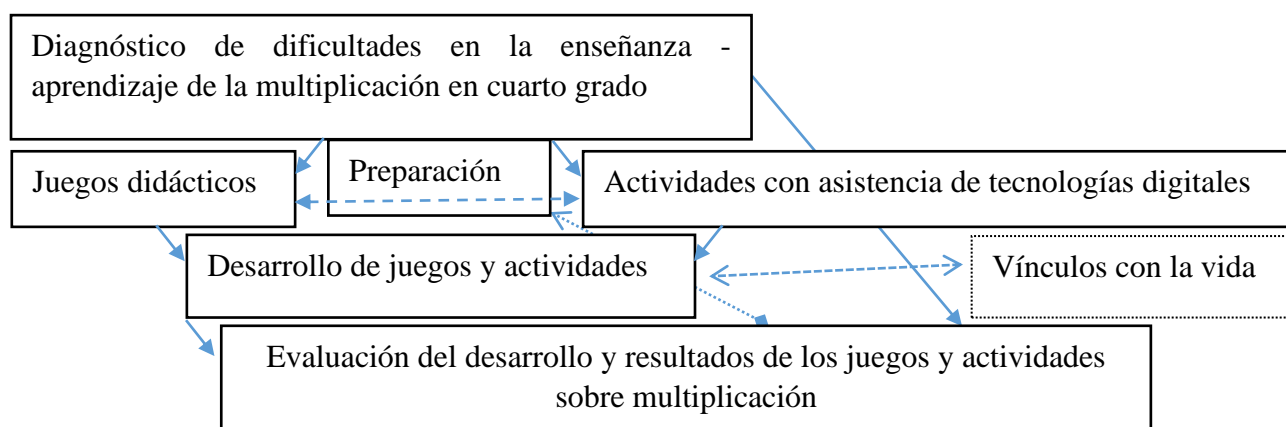 Diagnóstico de dificultades en la enseñanza -
aprendizaje de la multiplicación en cuarto grado
Juegos didácticos
Preparación
Actividades con asistencia de tecnologías digitales
Desarrollo de juegos y actividades
Vínculos con la vida
Evaluación del desarrollo y resultados de los juegos y actividades
sobre multiplicación